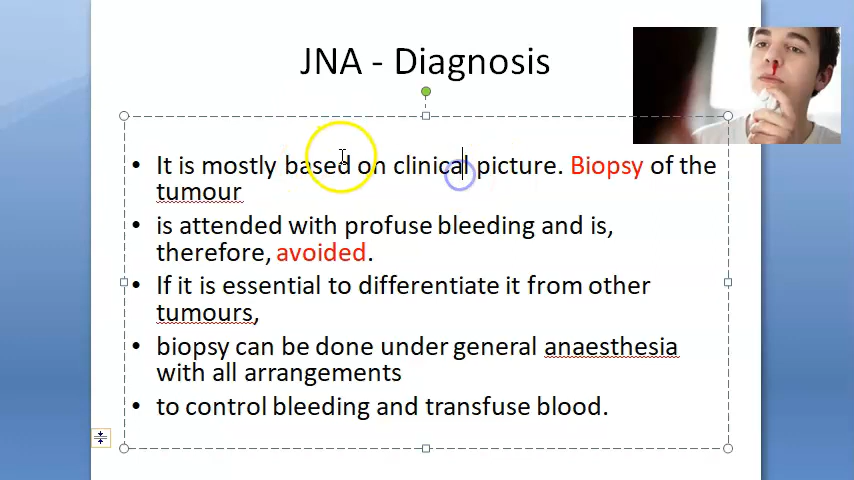 JNA - Diagnosis
• It is mostly based on clinical picture. Biopsy of the
tumour
• is attended with profuse bleeding and is,
therefore, avoided.
• If it is essential to differentiate it from other
tumours,
• biopsy can be done under general anaesthesia
with all arrangements
• to control bleeding and transfuse blood.